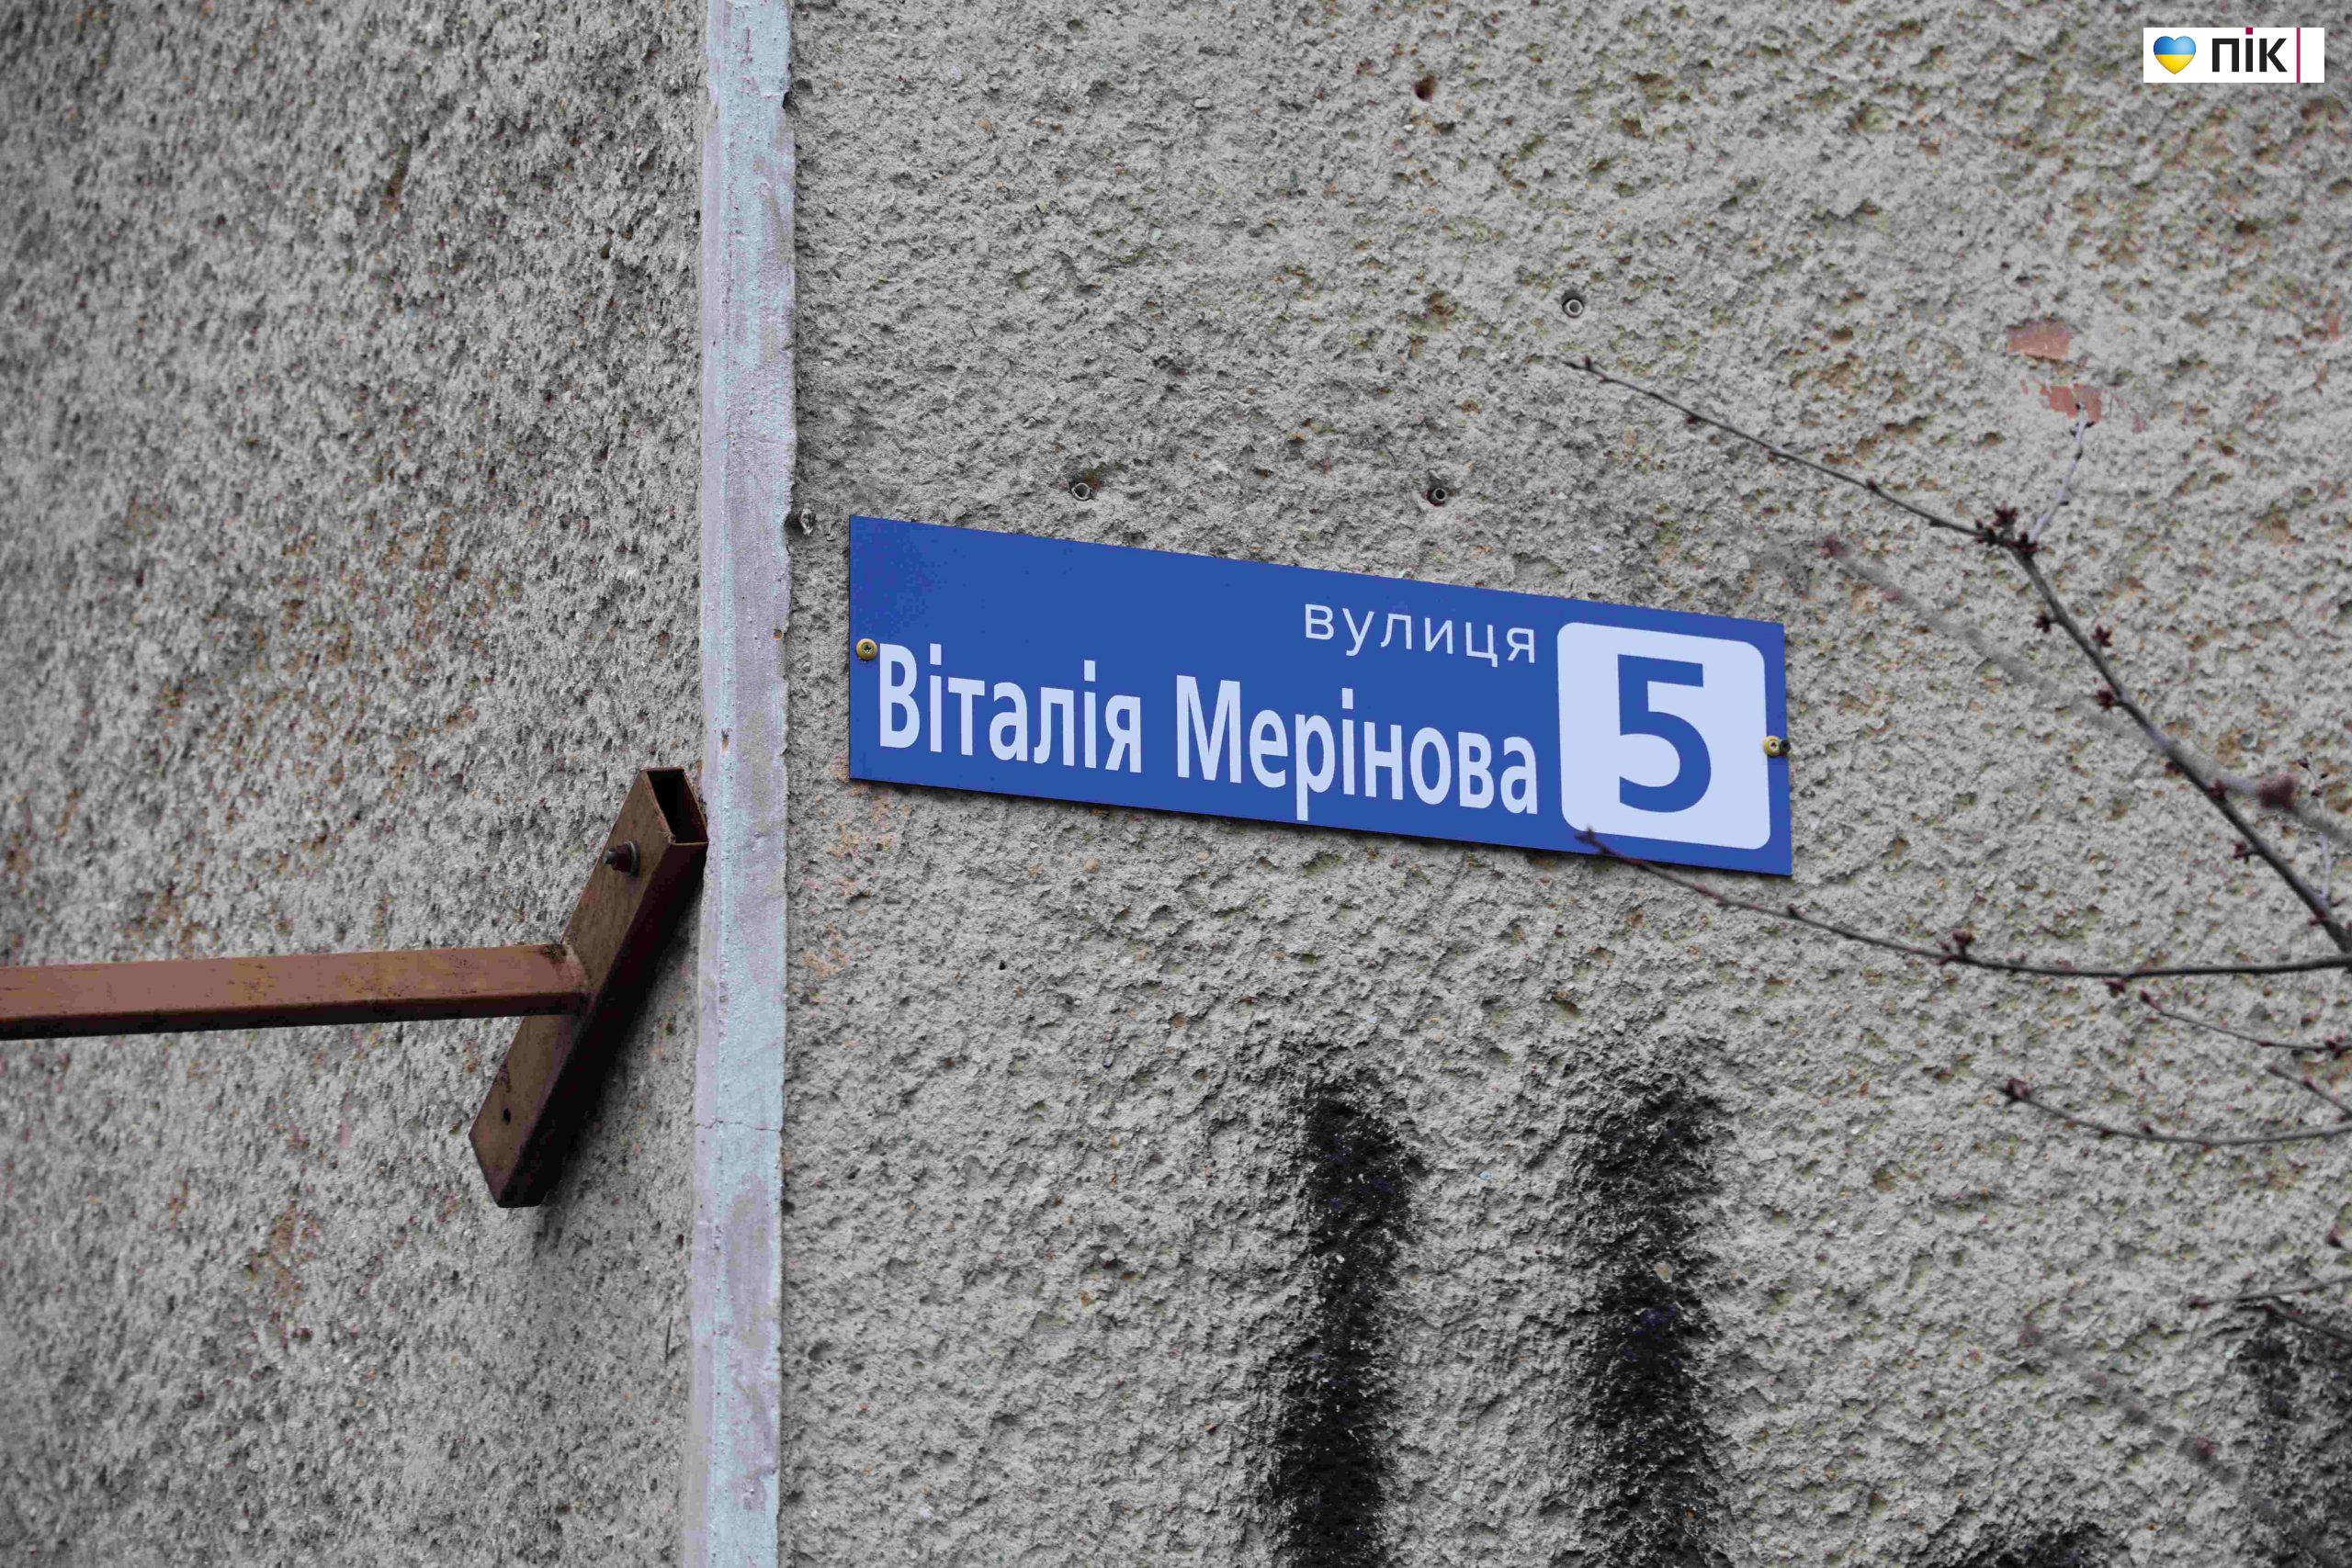 пік
вулиця
Віталія Мерінова
5